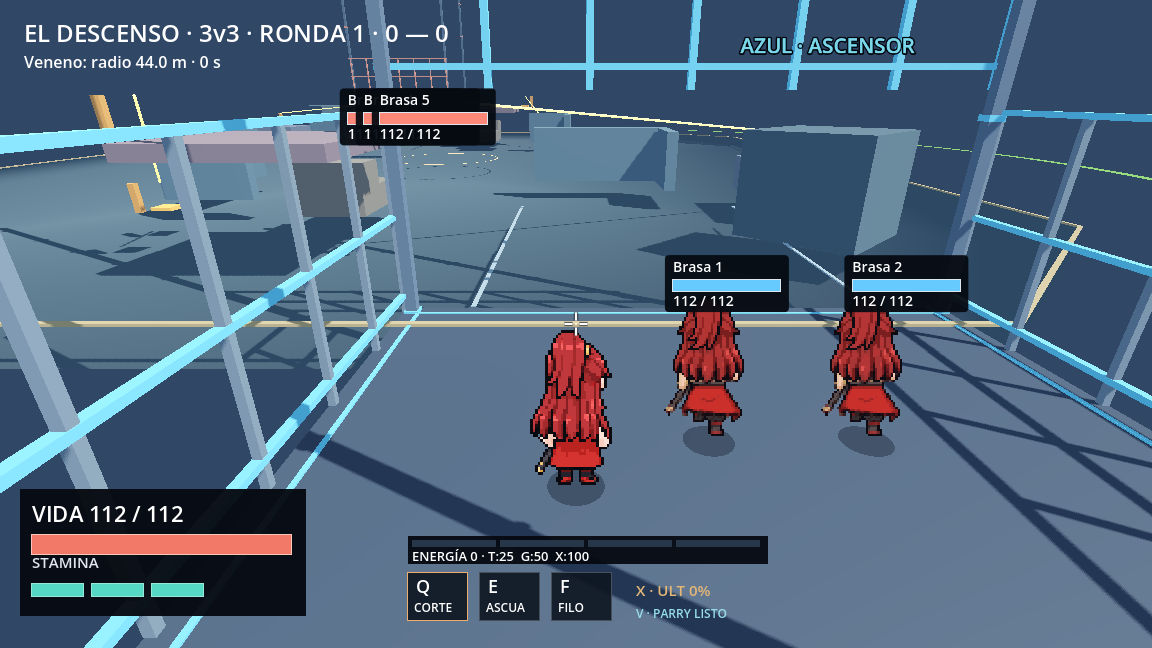 EL DESCENSO · 3v3 · RONDA 1 · 0 — 0
Veneno: radio 44.0 m · 0 s
AZUL · ASCENSOR
B B Brasa 5
1 1 112 / 112
Brasa 1
112 / 112
Brasa 2
112 / 112
VIDA 112 / 112
STAMINA
ENERGÍA 0 · T:25 G:50 X:100
Q
CORTE
E
ASCUA
F
FILO
X · ULT 0%
V · PARRY LISTO